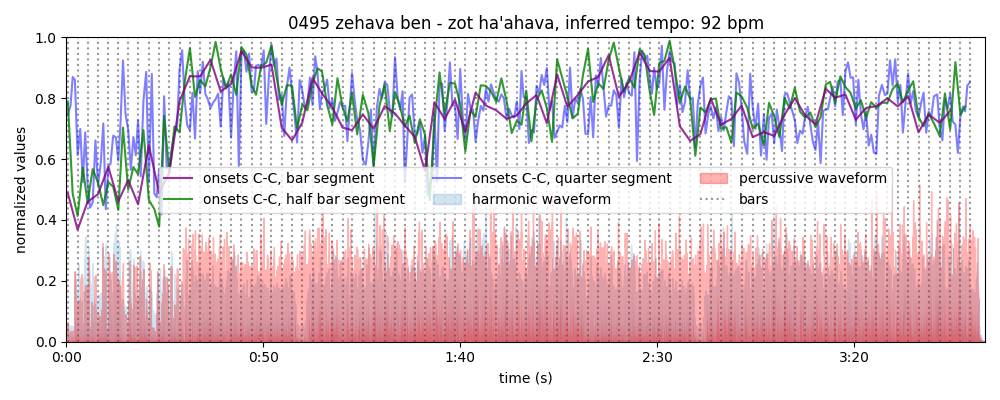 0495 zehava ben - zot ha'ahava, inferred tempo: 92 bpm
normalized values
1.0
0.8
0.6
0.4
0.2
0.0
onsets C-C, bar segment
onsets C-C, half bar segment
onsets C-C, quarter segment
harmonic waveform
percussive waveform
bars
0:00 0:50 1:40 2:30 3:20
time (s)